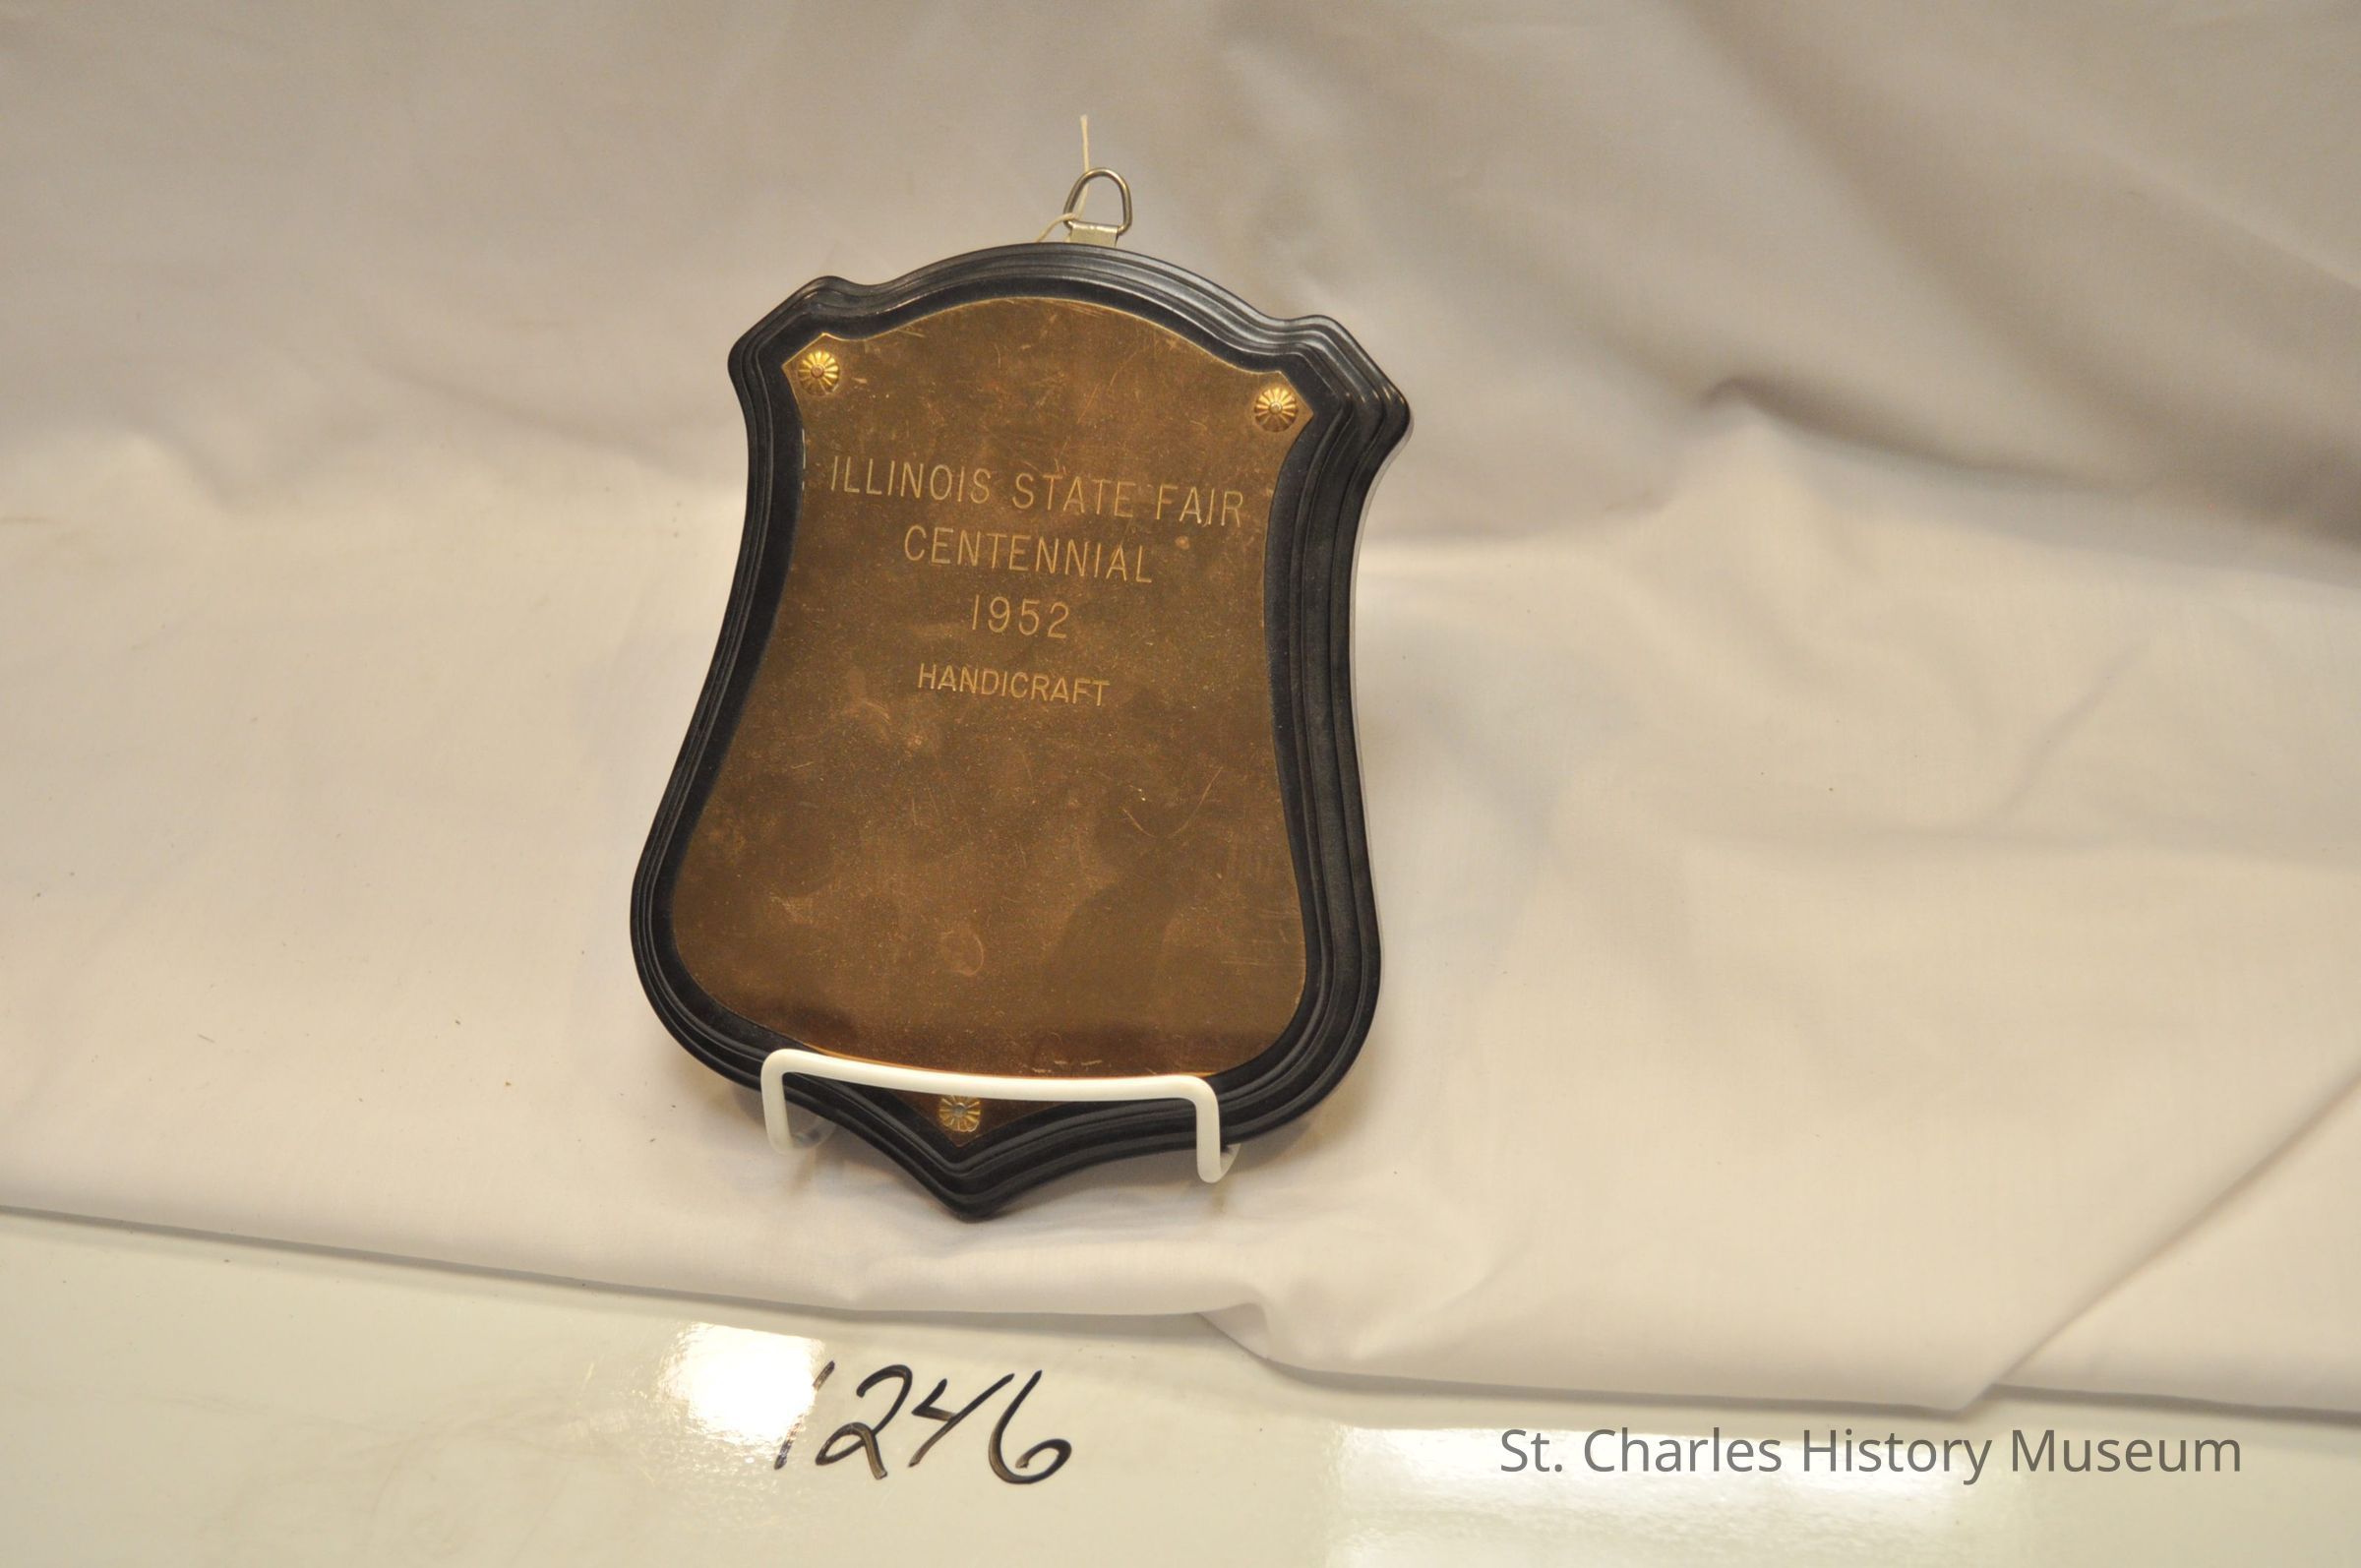 ILLINOIS STATE FAIR
CENTENNIAL
1952
HANDICRAFT
1246
St. Charles History Museum